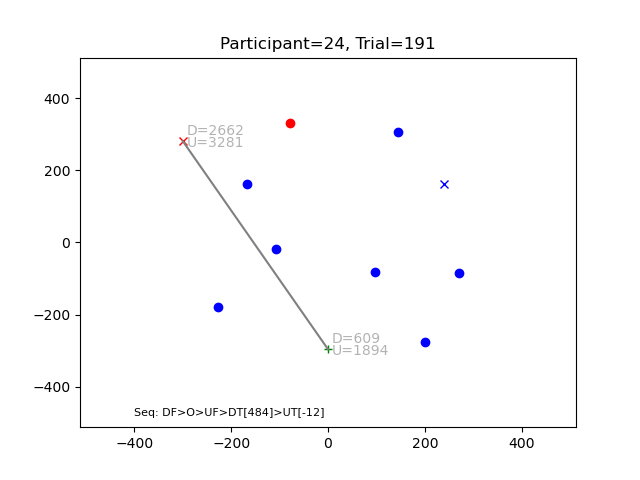 Participant=24, Trial=191
400
200
0
−200
−400
D=2662
U=3281
D=609
U=1894
Seq: DF>O>UF>DT[484]>UT[-12]
−400
−200
0
200
400